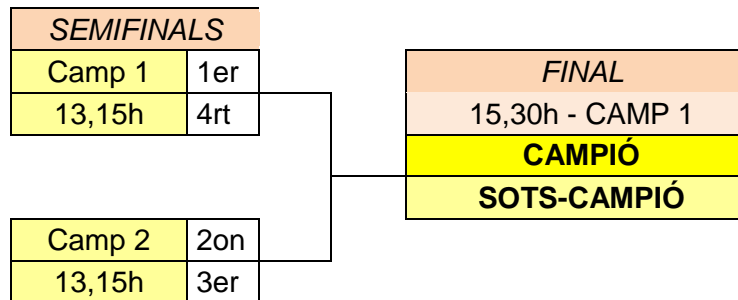 SEMIFINALS
Camp 1 1er
13,15h 4rt
FINAL
15,30h - CAMP 1
CAMPIÓ
SOTS-CAMPIÓ
Camp 2 2on
13,15h 3er